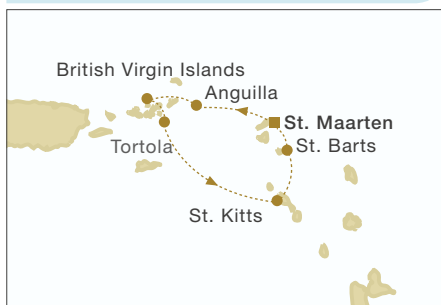 British Virgin Islands
Anguilla
St. Maarten
Tortola
St. Barts
St. Kitts